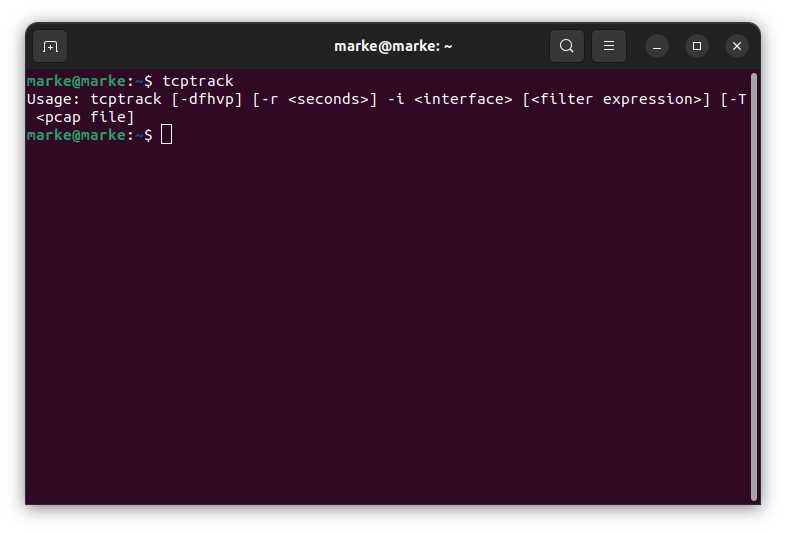 marke@marke: ~
marke@marke:~$ tcptrack
Usage: tcptrack [-dfhvp] [-r <seconds>] -i <interface> [<filter expression>] [-T
 <pcap file]
marke@marke:~$